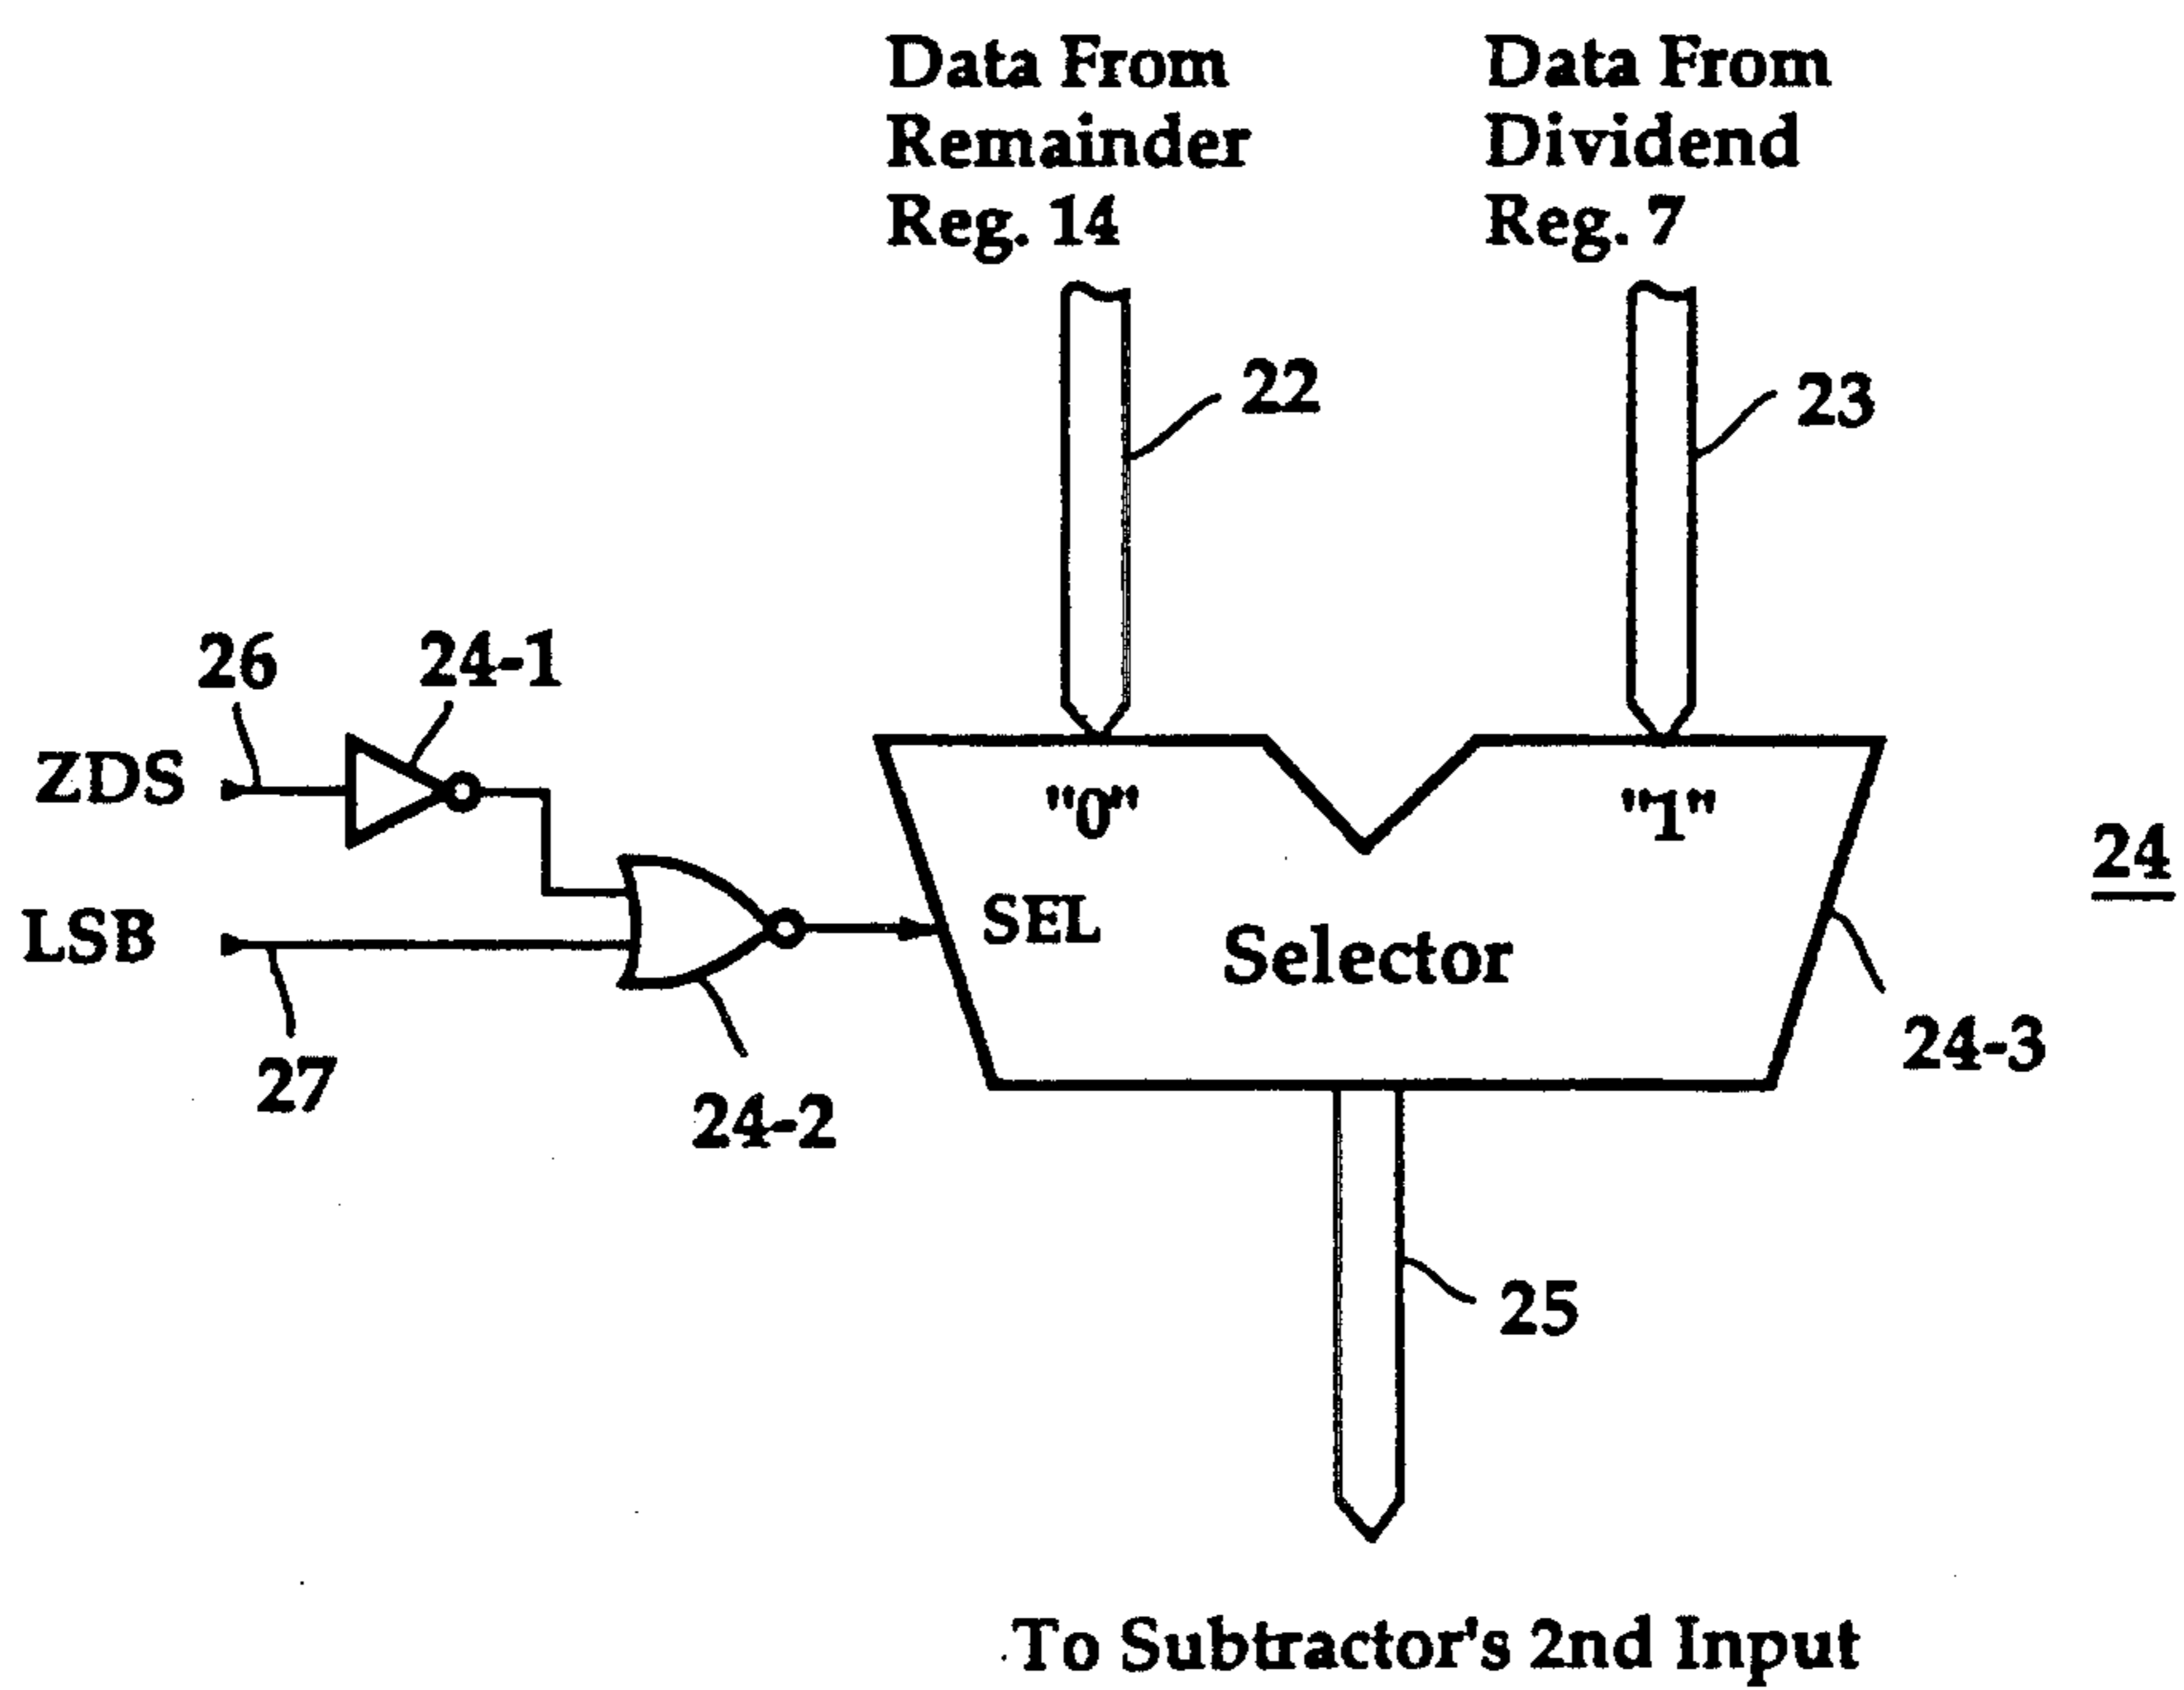 Data From
Remainder
Reg. 14
Data From
Dividend
Reg. 7
22
23
26
24-1
ZDS
"0"
"1"
24
LSB
SEL
Selector
24-3
27
24-2
25
To Subtractor's 2nd Input